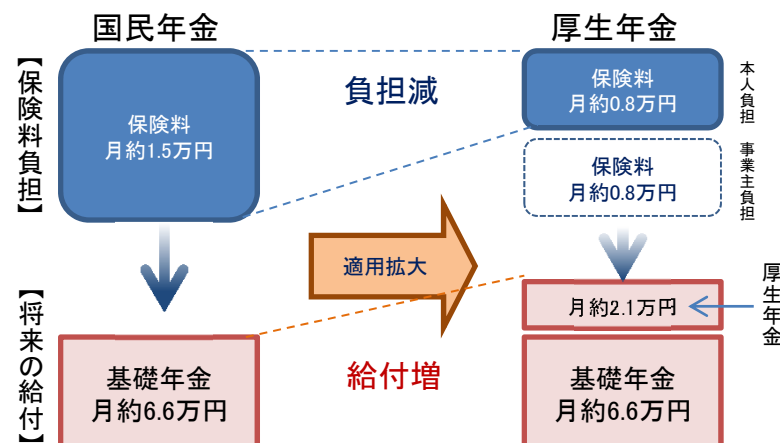 国民年金
厚生年金
【保険料負担】
保険料
月約1.5万円
負担減
保険料
月約0.8万円
本人負担
保険料
月約0.8万円
事業主負担
適用拡大
【将来の給付】
月約2.1万円
厚生年金
基礎年金
月約6.6万円
給付増
基礎年金
月約6.6万円